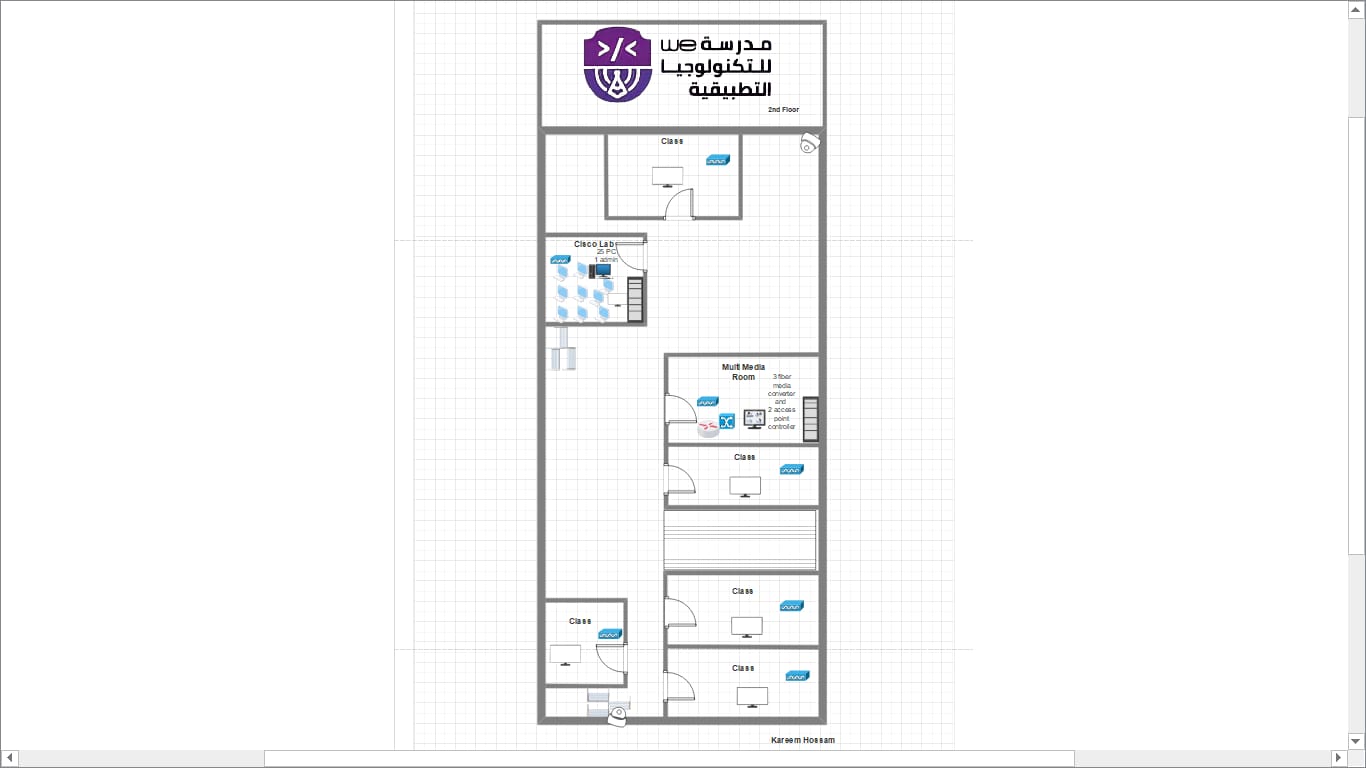 مدرسة we
للتكنولوجيا
التطبيقية
2nd Floor
Class
Cisco Lab
25 PC
1 admin
Multi Media
Room
3 fiber
media
converter
and
2 access
point
controller
Class
Class
Class
Class
Kareem Hossam